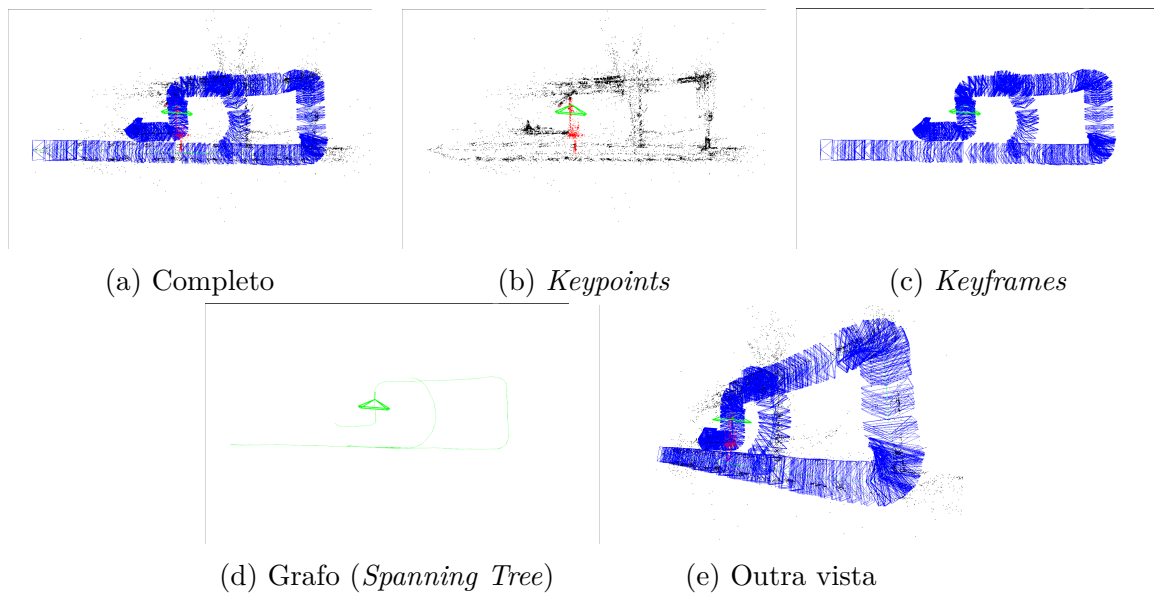 (a) Completo
(b) Keypoints
(c) Keyframes
(d) Grafo (Spanning Tree)
(e) Outra vista